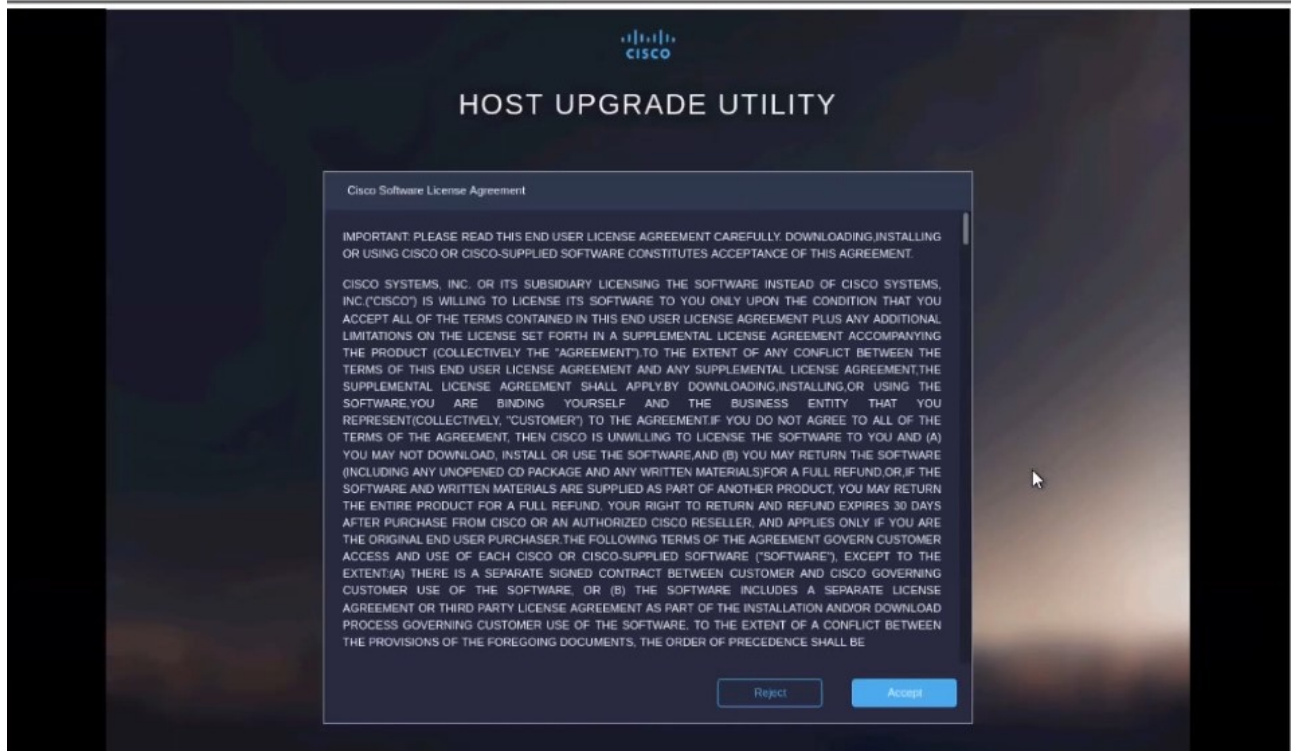 CISCO
HOST UPGRADE UTILITY
Cisco Software License Agreement
IMPORTANT: PLEASE READ THIS END USER LICENSE AGREEMENT CAREFULLY. DOWNLOADING,INSTALLING
OR USING CISCO OR CISCO-SUPPLIED SOFTWARE CONSTITUTES ACCEPTANCE OF THIS AGREEMENT.
CISCO SYSTEMS, INC. OR ITS SUBSIDIARY LICENSING THE SOFTWARE INSTEAD OF CISCO SYSTEMS,
INC.("CISCO") IS WILLING TO LICENSE ITS SOFTWARE TO YOU ONLY UPON THE CONDITION THAT YOU
ACCEPT ALL OF THE TERMS CONTAINED IN THIS END USER LICENSE AGREEMENT PLUS ANY ADDITIONAL
LIMITATIONS ON THE LICENSE SET FORTH IN A SUPPLEMENTAL LICENSE AGREEMENT ACCOMPANYING
THE PRODUCT (COLLECTIVELY THE "AGREEMENT").TO THE EXTENT OF ANY CONFLICT BETWEEN THE
TERMS OF THIS END USER LICENSE AGREEMENT AND ANY SUPPLEMENTAL LICENSE AGREEMENT,THE
SUPPLEMENTAL LICENSE AGREEMENT SHALL APPLY.BY DOWNLOADING,INSTALLING,OR USING THE
SOFTWARE,YOU ARE BINDING YOURSELF AND THE BUSINESS ENTITY THAT YOU
REPRESENT(COLLECTIVELY, "CUSTOMER") TO THE AGREEMENT.IF YOU DO NOT AGREE TO ALL OF THE
TERMS OF THE AGREEMENT, THEN CISCO IS UNWILLING TO LICENSE THE SOFTWARE TO YOU AND (A)
YOU MAY NOT DOWNLOAD, INSTALL OR USE THE SOFTWARE,AND (B) YOU MAY RETURN THE SOFTWARE
(INCLUDING ANY UNOPENED CD PACKAGE AND ANY WRITTEN MATERIALS)FOR A FULL REFUND,OR,IF THE
SOFTWARE AND WRITTEN MATERIALS ARE SUPPLIED AS PART OF ANOTHER PRODUCT, YOU MAY RETURN
THE ENTIRE PRODUCT FOR A FULL REFUND. YOUR RIGHT TO RETURN AND REFUND EXPIRES 30 DAYS
AFTER PURCHASE FROM CISCO OR AN AUTHORIZED CISCO RESELLER, AND APPLIES ONLY IF YOU ARE
THE ORIGINAL END USER PURCHASER.THE FOLLOWING TERMS OF THE AGREEMENT GOVERN CUSTOMER
ACCESS AND USE OF EACH CISCO OR CISCO-SUPPLIED SOFTWARE ("SOFTWARE"), EXCEPT TO THE
EXTENT:(A) THERE IS A SEPARATE SIGNED CONTRACT BETWEEN CUSTOMER AND CISCO GOVERNING
CUSTOMER USE OF THE SOFTWARE, OR (B) THE SOFTWARE INCLUDES A SEPARATE LICENSE
AGREEMENT OR THIRD PARTY LICENSE AGREEMENT AS PART OF THE INSTALLATION AND/OR DOWNLOAD
PROCESS GOVERNING CUSTOMER USE OF THE SOFTWARE. TO THE EXTENT OF A CONFLICT BETWEEN
THE PROVISIONS OF THE FOREGOING DOCUMENTS, THE ORDER OF PRECEDENCE SHALL BE
Reject
Accept